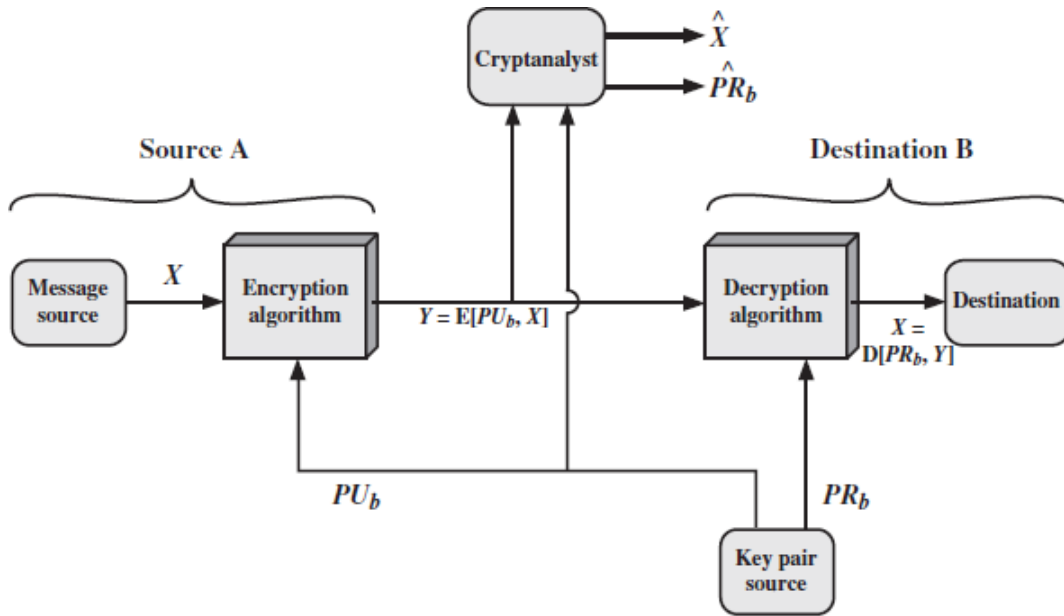 X̂
Cryptanalyst
P̂R_b
Source A
Destination B
Message
source
X
Encryption
algorithm
Y = E[PU_b, X]
Decryption
algorithm
X =
D[PR_b, Y]
Destination
PU_b
PR_b
Key pair
source